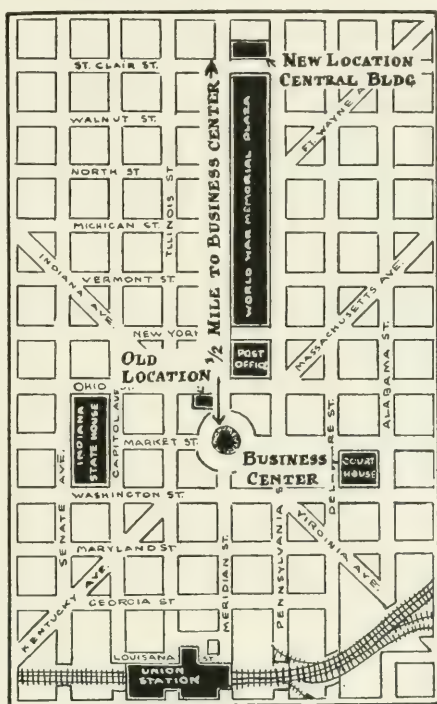 ST. CLAIR ST.
NEW LOCATION
CENTRAL BLDG
WALNUT ST.
FT. WAYNE A
NORTH ST
ILLINOIS ST
MICHIGAN ST.
1/2 MILE TO BUSINESS CENTER
WORLD WAR MEMORIAL PLAZA
INDIANA AVE.
VERMONT ST.
MASSACHUSETTS AVE.
NEW YORK
OLD
LOCATION
POST
OFFICE
ALABAMA ST.
OHIO
CAPITOL AVE
INDIANA
STATE HOUSE
MARKET ST.
BUSINESS
CENTER
COURT
HOUSE
DELAWARE ST.
WASHINGTON ST.
SENATE AVE.
MARYLAND ST
MERIDIAN ST.
PENNSYLVANIA S
VIRGINIA AVE.
KENTUCKY AVE.
GEORGIA ST
LOUISIANA ST
UNION
STATION